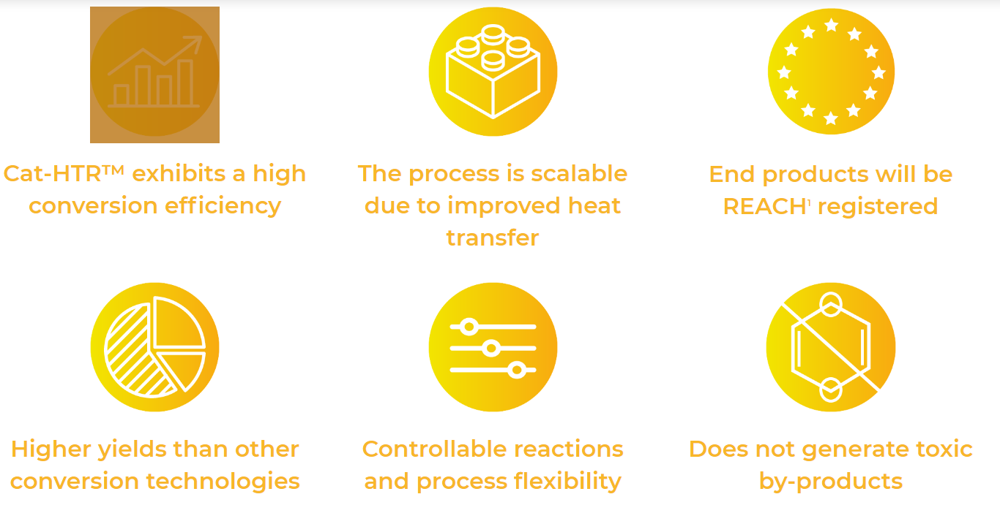 Cat-HTR™ exhibits a high
conversion efficiency
The process is scalable
due to improved heat
transfer
End products will be
REACH¹ registered
Higher yields than other
conversion technologies
Controllable reactions
and process flexibility
Does not generate toxic
by-products